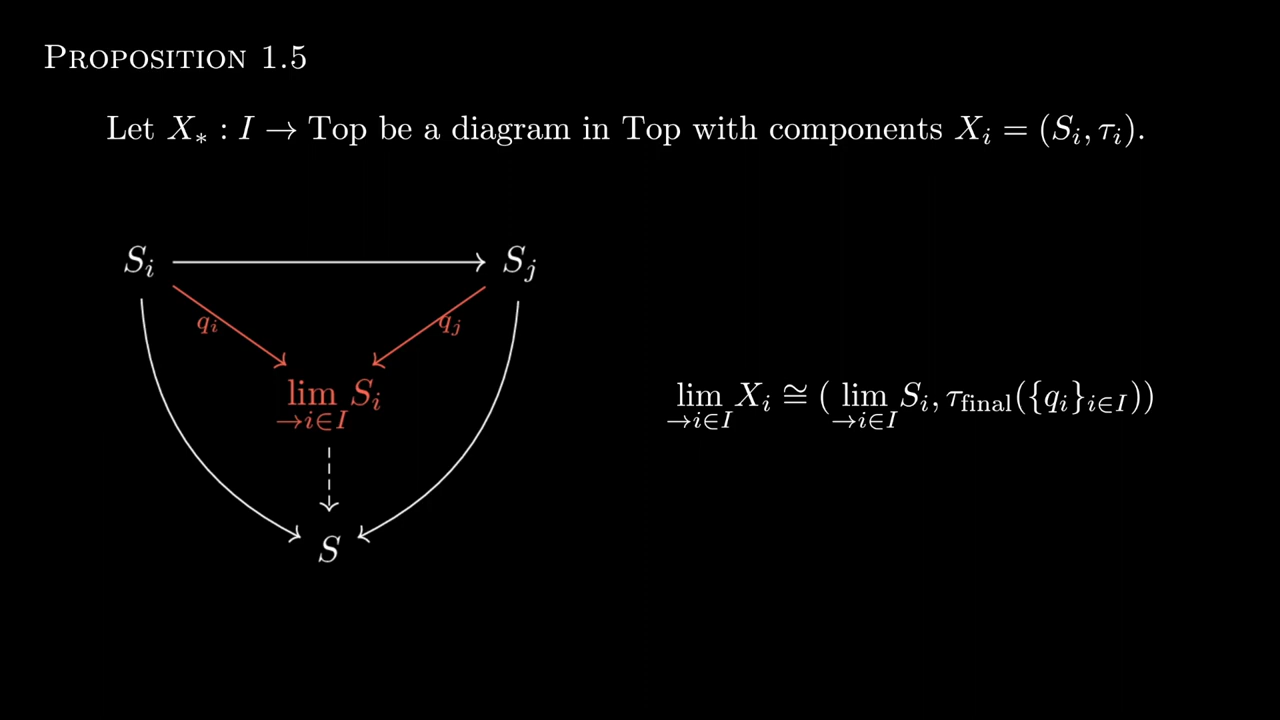 Proposition 1.5
Let X_* : I → Top be a diagram in Top with components X_i = (S_i, τ_i).
S_i S_j
q_i q_j
lim_{→i∈I} S_i
lim_{→i∈I} X_i ≅ ( lim_{→i∈I} S_i, τ_final({q_i}_{i∈I}))
S